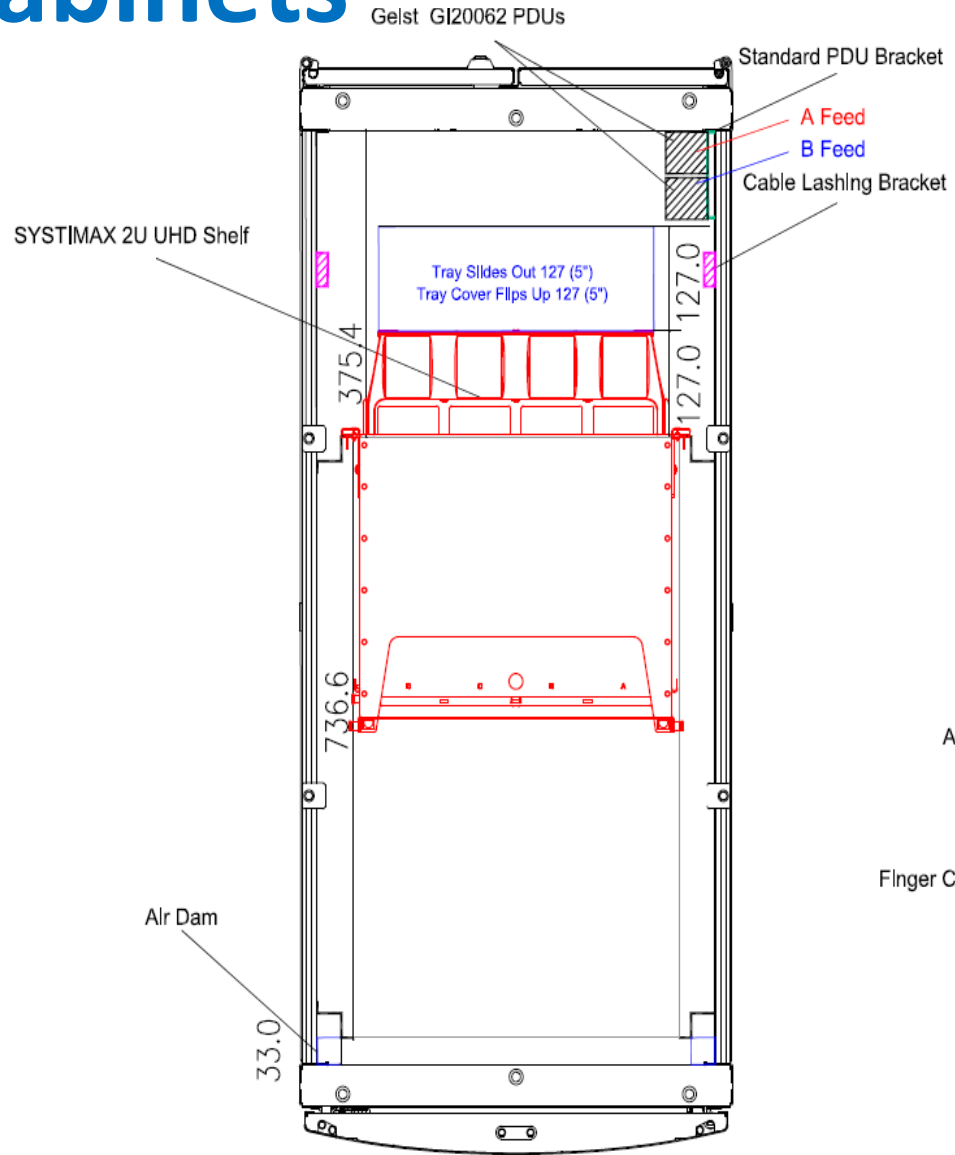 abinets
Geist GI20062 PDUs
Standard PDU Bracket
A Feed
B Feed
Cable Lashing Bracket
SYSTIMAX 2U UHD Shelf
Tray Slides Out 127 (5")
Tray Cover Flips Up 127 (5")
127.0
375.4
127.0
736.6
A
Finger C
Air Dam
33.0